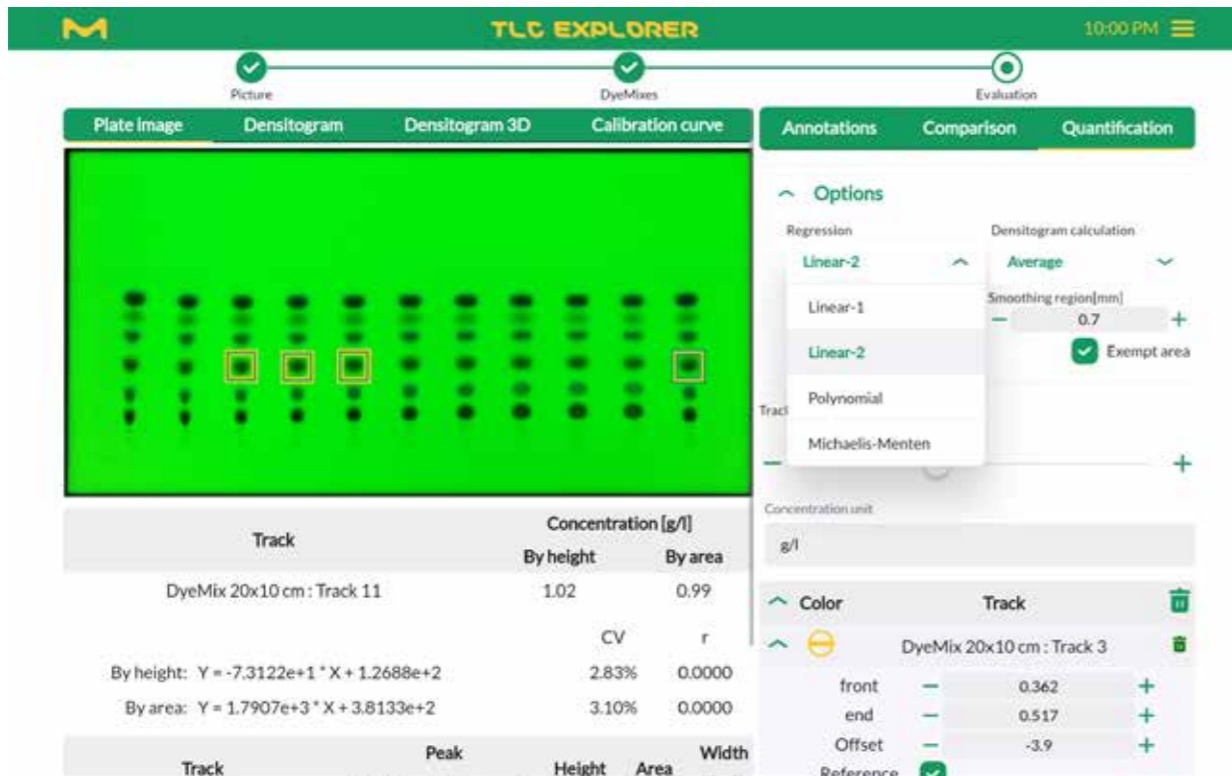 TLC EXPLORER
10:00 PM
Picture
DyeMixes
Evaluation
Plate image Densitogram Densitogram 3D Calibration curve
Annotations Comparison Quantification
Options
Regression Densitogram calculation
Linear-2 Average
Linear-1
Smoothing region[mm]
0.7
Linear-2
Exempt area
Polynomial
Michaelis-Menten
Concentration unit
g/l
Track Concentration [g/l]
By height By area
DyeMix 20x10 cm : Track 11 1.02 0.99
CV r
By height: Y = -7.3122e+1 * X + 1.2688e+2 2.83% 0.0000
By area: Y = 1.7907e+3 * X + 3.8133e+2 3.10% 0.0000
Track Peak Height Area Width
Color Track
DyeMix 20x10 cm : Track 3
front − 0.362 +
end − 0.517 +
Offset − -3.9 +
Reference